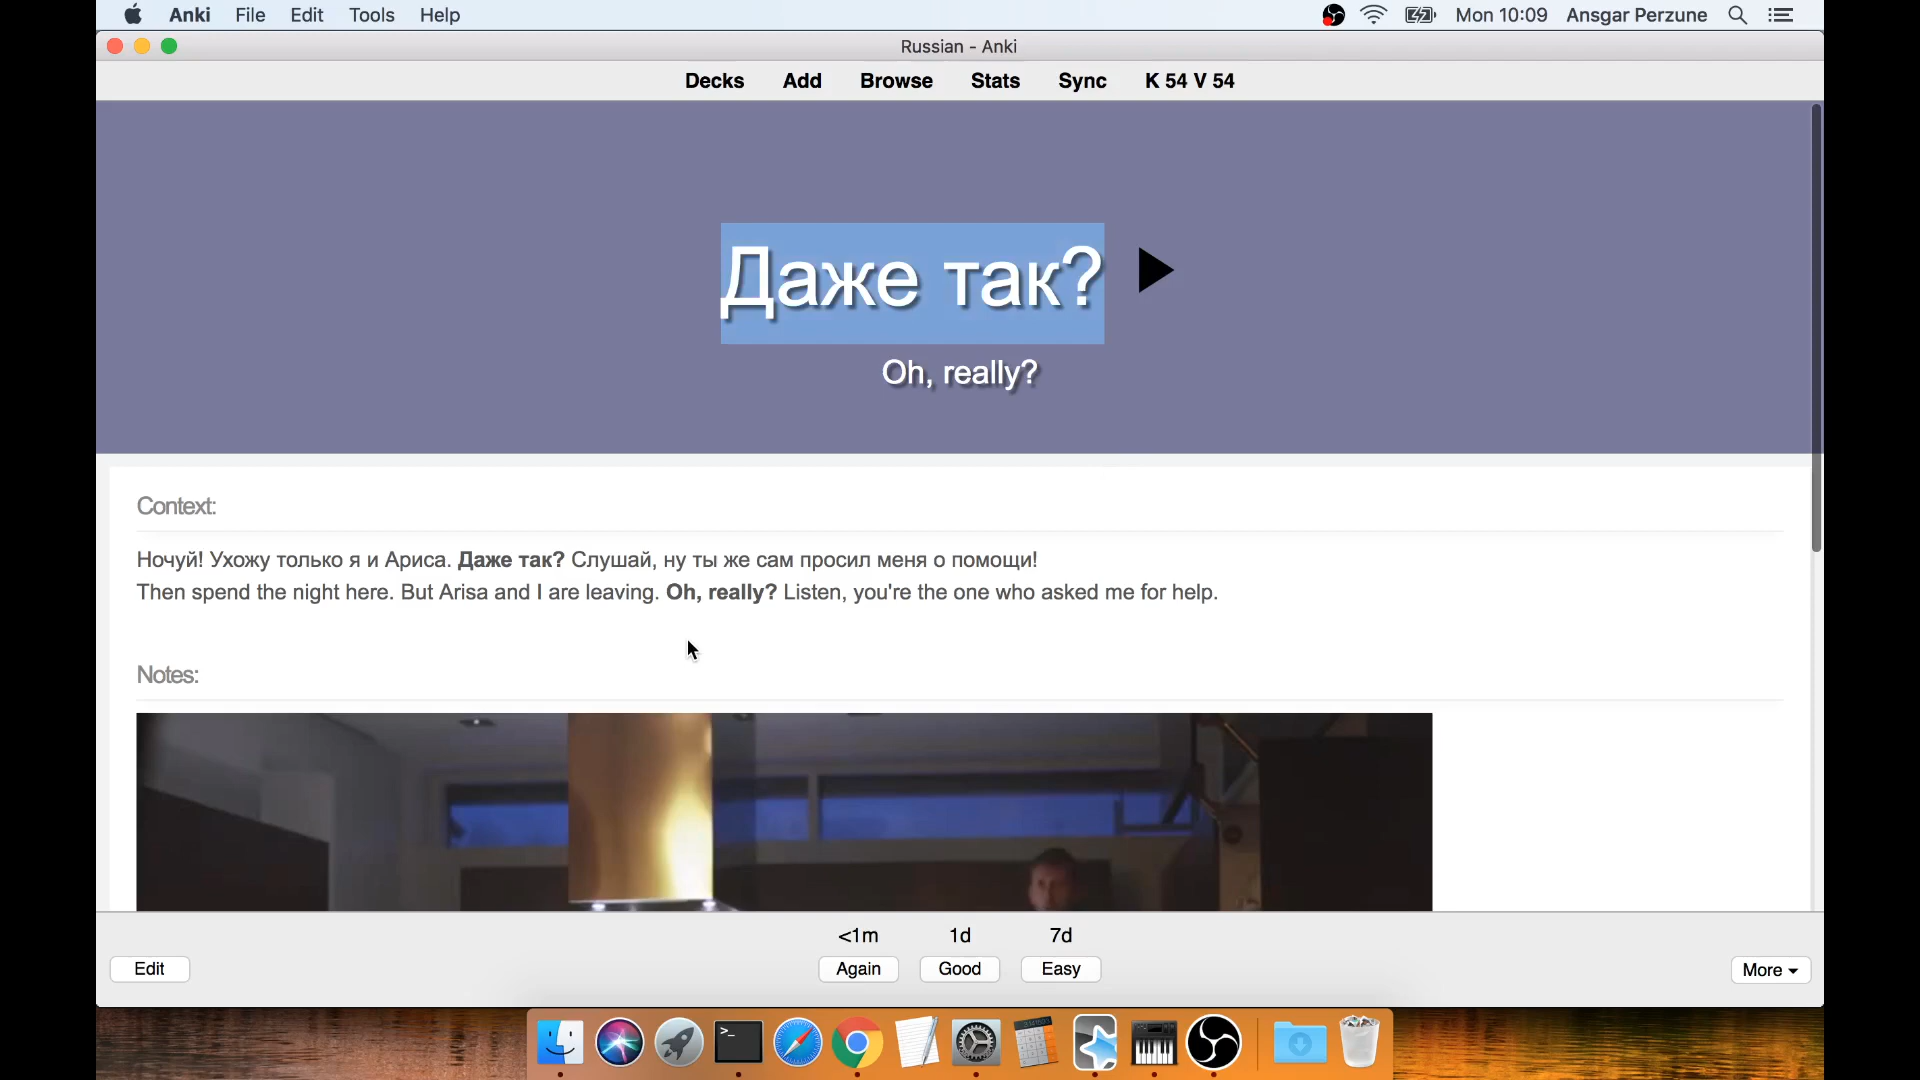 Anki File Edit Tools Help Mon 10:09 Ansgar Perzune
Russian - Anki
Decks Add Browse Stats Sync K 54 V 54
Даже так?
Oh, really?
Context:
Ночуй! Ухожу только я и Ариса. Даже так? Слушай, ну ты же сам просил меня о помощи!
Then spend the night here. But Arisa and I are leaving. Oh, really? Listen, you're the one who asked me for help.
Notes:
<1m 1d 7d
Edit Again Good Easy More